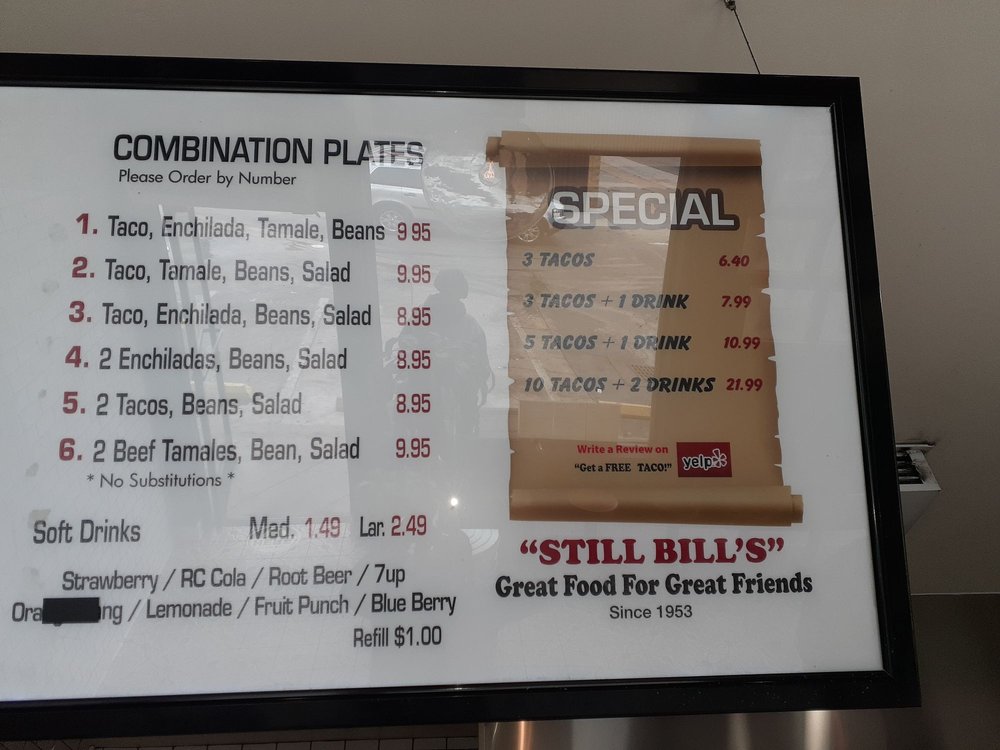 COMBINATION PLATES
Please Order by Number
1. Taco, Enchilada, Tamale, Beans 9 95
2. Taco, Tamale, Beans, Salad 9.95
3. Taco, Enchilada, Beans, Salad 8.95
4. 2 Enchiladas, Beans, Salad 8.95
5. 2 Tacos, Beans, Salad 8.95
6. 2 Beef Tamales, Bean, Salad 9.95
* No Substitutions *
Soft Drinks Med. 1.49 Lar. 2.49
Strawberry / RC Cola / Root Beer / 7up
/ Lemonade / Fruit Punch / Blue Berry
Refill $1.00
SPECIAL
3 TACOS 6.40
3 TACOS + 1 DRINK 7.99
5 TACOS + 1 DRINK 10.99
10 TACOS + 2 DRINKS 21.99
Write a Review on
"Get a FREE TACO!" yelp
"STILL BILL'S"
Great Food For Great Friends
Since 1953